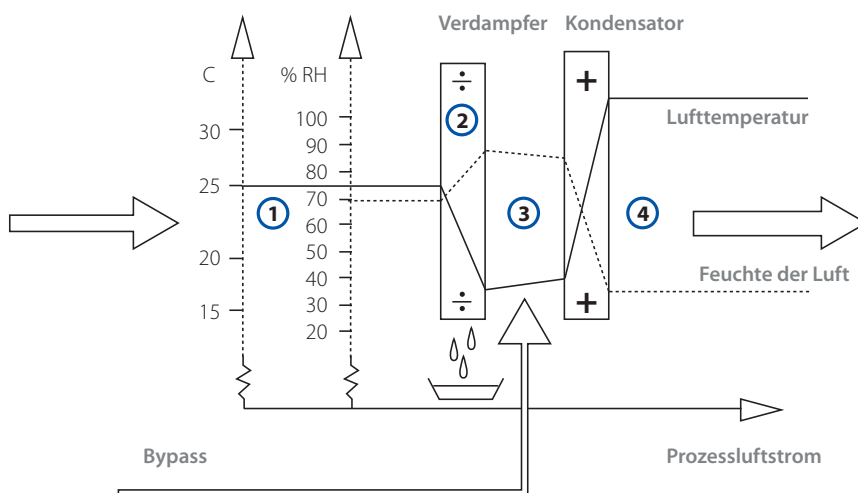 Verdampfer Kondensator
C % RH
÷ +
100
2
30
90
Lufttemperatur
80
25
70
1 3 4
60
50
20
40
Feuchte der Luft
30
15
÷ +
20
Bypass Prozessluftstrom